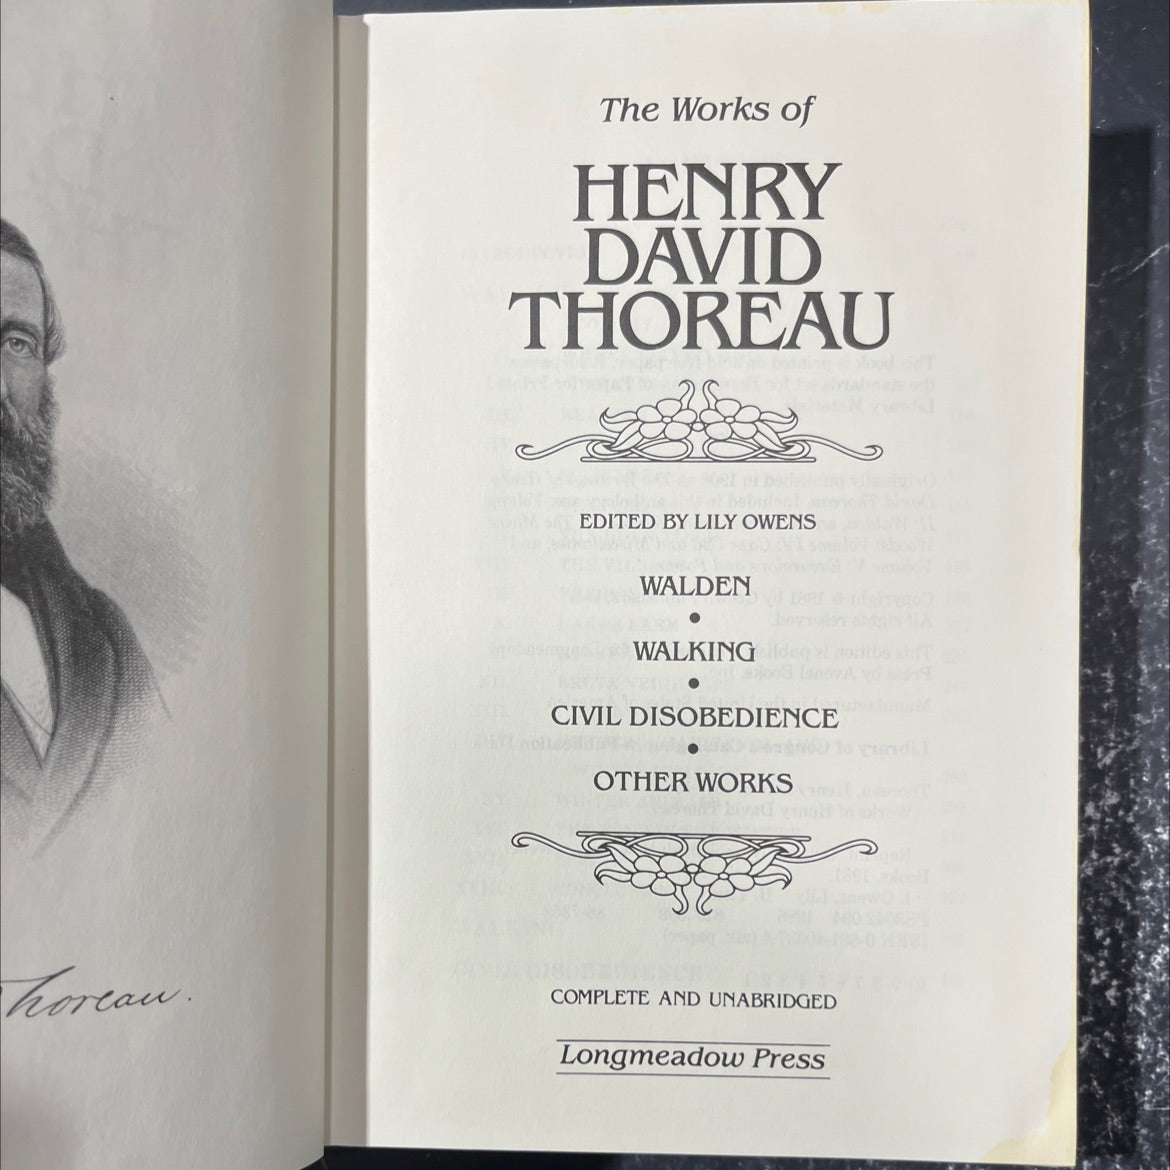 The Works of
HENRY
DAVID
THOREAU
EDITED BY LILY OWENS
WALDEN
•
WALKING
•
CIVIL DISOBEDIENCE
•
OTHER WORKS
COMPLETE AND UNABRIDGED
Longmeadow Press
Thoreau.